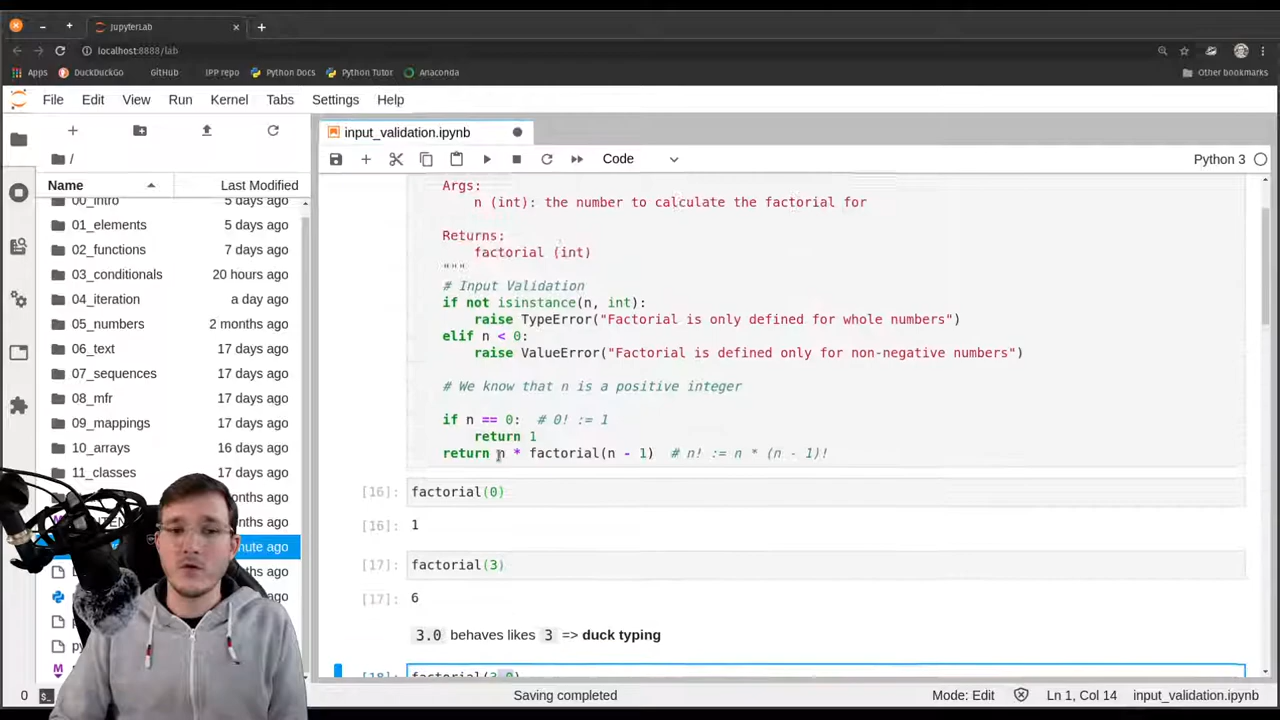 JupyterLab
localhost:8888/lab
Apps DuckDuckGo GitHub IPP repo Python Docs Python Tutor Anaconda Other bookmarks
File Edit View Run Kernel Tabs Settings Help
input_validation.ipynb
/
Code Python 3
Name Last Modified
00_intro 5 days ago
01_elements 5 days ago
02_functions 7 days ago
03_conditionals 20 hours ago
04_iteration a day ago
05_numbers 2 months ago
06_text 17 days ago
07_sequences 17 days ago
08_mfr 17 days ago
09_mappings 17 days ago
10_arrays 16 days ago
11_classes 17 days ago
ago
ago
ago
ago
ago
ago
Args:
n (int): the number to calculate the factorial for
Returns:
factorial (int)
"""
# Input Validation
if not isinstance(n, int):
raise TypeError("Factorial is only defined for whole numbers")
elif n < 0:
raise ValueError("Factorial is defined only for non-negative numbers")
# We know that n is a positive integer
if n == 0: # 0! := 1
return 1
return n * factorial(n - 1) # n! := n * (n - 1)!
[16]: factorial(0)
[16]: 1
[17]: factorial(3)
[17]: 6
3.0 behaves likes 3 => duck typing
[18]: factorial(3.0)
0 $_ Saving completed Mode: Edit Ln 1, Col 14 input_validation.ipynb